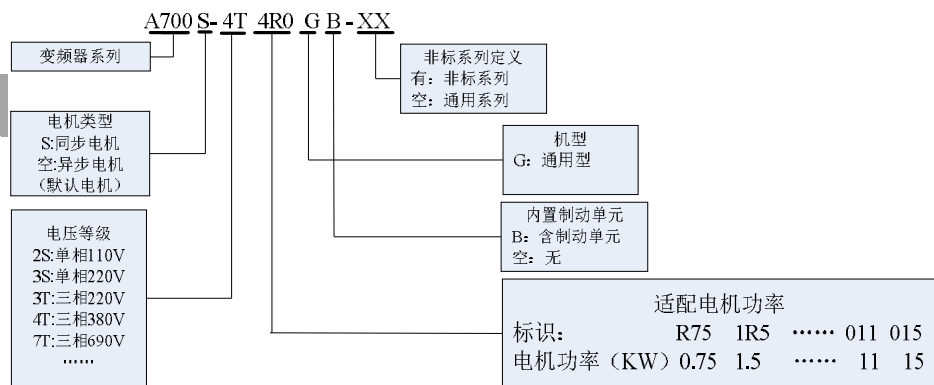 A700 S-4T 4R0 G B-XX
变频器系列
非标系列定义
有：非标系列
空：通用系列
电机类型
S:同步电机
空:异步电机
（默认电机）
机型
G：通用型
内置制动单元
B：含制动单元
空：无
电压等级
2S:单相110V
3S:单相220V
3T:三相220V
4T:三相380V
7T:三相690V
……
适配电机功率
标识： R75 1R5 …… 011 015
电机功率（KW）0.75 1.5 …… 11 15